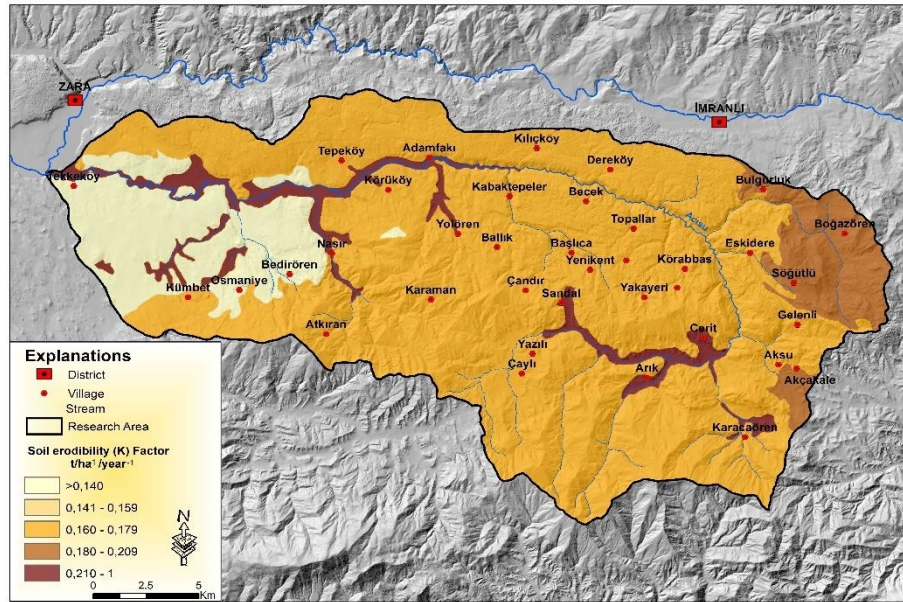 ZARA
İMRANLI
Kılıçköy
Tepeköy
Adamfakı
Dereköy
Tekkeköy
Körüköy
Kabaktepeler
Becek
Bulgurluk
Acısu
Topallar
Boğazören
Yolören
Ballık
Başlıca
Eskidere
Nasır
Yenikent
Körabbas
Bedirören
Söğütlü
Kümbet
Osmaniye
Karaman
Çandır
Sandal
Yakayeri
Gelenli
Atkıran
Cerit
Yazılı
Çaylı
Arık
Aksu
Akçakale
Karacaören
Explanations
District
Village
Stream
Research Area
Soil erodibility (K) Factor
t/ha¹ /year⁻¹
>0,140
0,141 - 0,159
0,160 - 0,179
0,180 - 0,209
0,210 - 1
N
0 2.5 5
Km